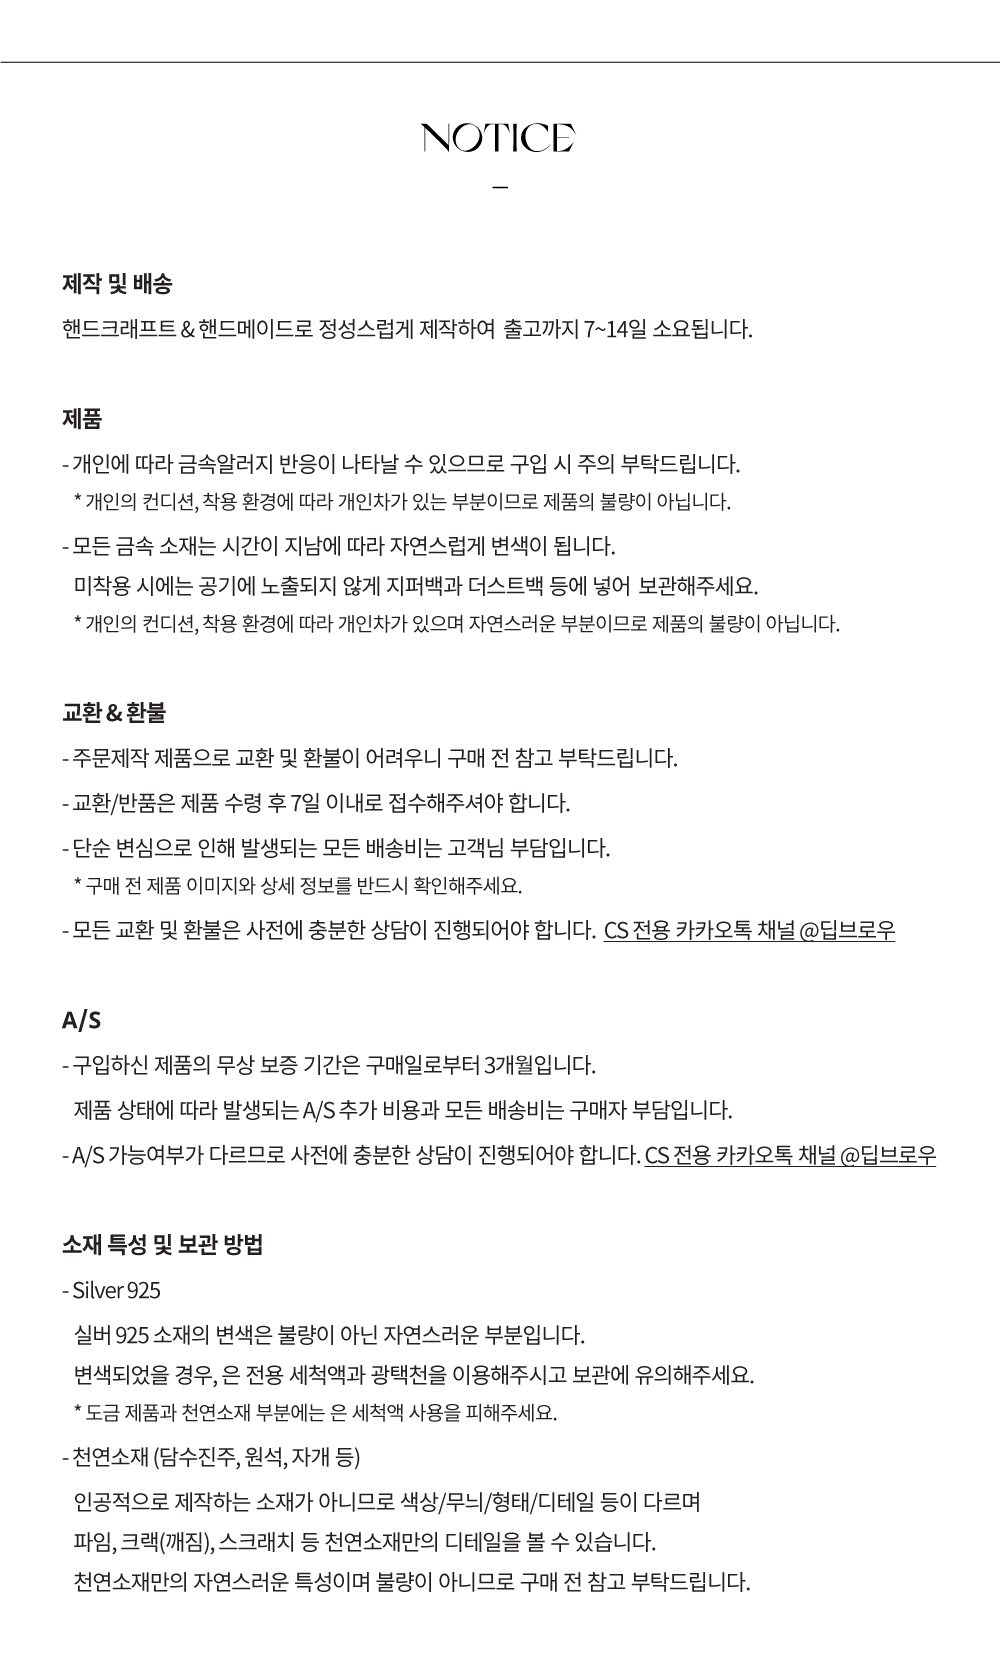 NOTICE
제작 및 배송
핸드크래프트 & 핸드메이드로 정성스럽게 제작하여 출고까지 7~14일 소요됩니다.
제품
- 개인에 따라 금속알러지 반응이 나타날 수 있으므로 구입 시 주의 부탁드립니다.
* 개인의 컨디션, 착용 환경에 따라 개인차가 있는 부분이므로 제품의 불량이 아닙니다.
- 모든 금속 소재는 시간이 지남에 따라 자연스럽게 변색이 됩니다.
미착용 시에는 공기에 노출되지 않게 지퍼백과 더스트백 등에 넣어 보관해주세요.
* 개인의 컨디션, 착용 환경에 따라 개인차가 있으며 자연스러운 부분이므로 제품의 불량이 아닙니다.
교환 & 환불
- 주문제작 제품으로 교환 및 환불이 어려우니 구매 전 참고 부탁드립니다.
- 교환/반품은 제품 수령 후 7일 이내로 접수해주셔야 합니다.
- 단순 변심으로 인해 발생되는 모든 배송비는 고객님 부담입니다.
* 구매 전 제품 이미지와 상세 정보를 반드시 확인해주세요.
- 모든 교환 및 환불은 사전에 충분한 상담이 진행되어야 합니다. CS 전용 카카오톡 채널 @딥브로우
A/S
- 구입하신 제품의 무상 보증 기간은 구매일로부터 3개월입니다.
제품 상태에 따라 발생되는 A/S 추가 비용과 모든 배송비는 구매자 부담입니다.
- A/S 가능여부가 다르므로 사전에 충분한 상담이 진행되어야 합니다. CS 전용 카카오톡 채널 @딥브로우
소재 특성 및 보관 방법
- Silver 925
실버 925 소재의 변색은 불량이 아닌 자연스러운 부분입니다.
변색되었을 경우, 은 전용 세척액과 광택천을 이용해주시고 보관에 유의해주세요.
* 도금 제품과 천연소재 부분에는 은 세척액 사용을 피해주세요.
- 천연소재 (담수진주, 원석, 자개 등)
인공적으로 제작하는 소재가 아니므로 색상/무늬/형태/디테일 등이 다르며
파임, 크랙(깨짐), 스크래치 등 천연소재만의 디테일을 볼 수 있습니다.
천연소재만의 자연스러운 특성이며 불량이 아니므로 구매 전 참고 부탁드립니다.